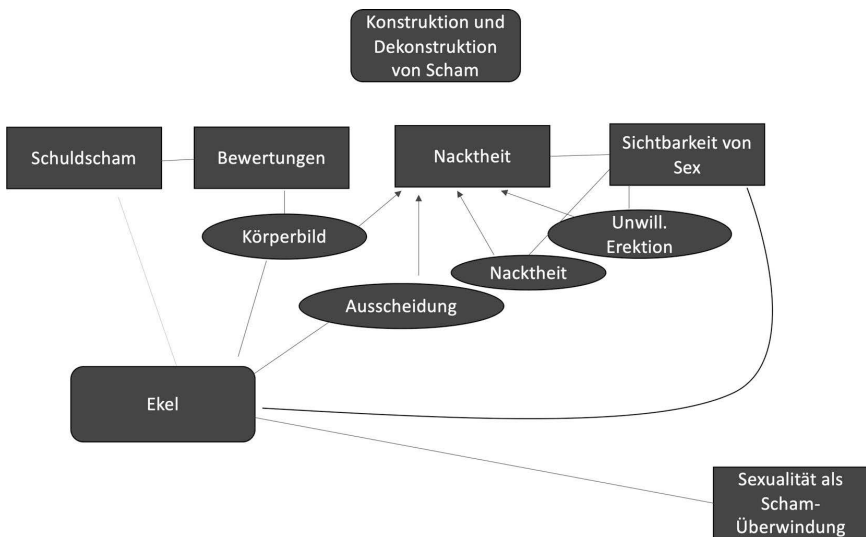 Konstruktion und
Dekonstruktion
von Scham
Schuldscham
Bewertungen
Nacktheit
Sichtbarkeit von
Sex
Körperbild
Unwill.
Erektion
Nacktheit
Ausscheidung
Ekel
Sexualität als
Scham-
Überwindung